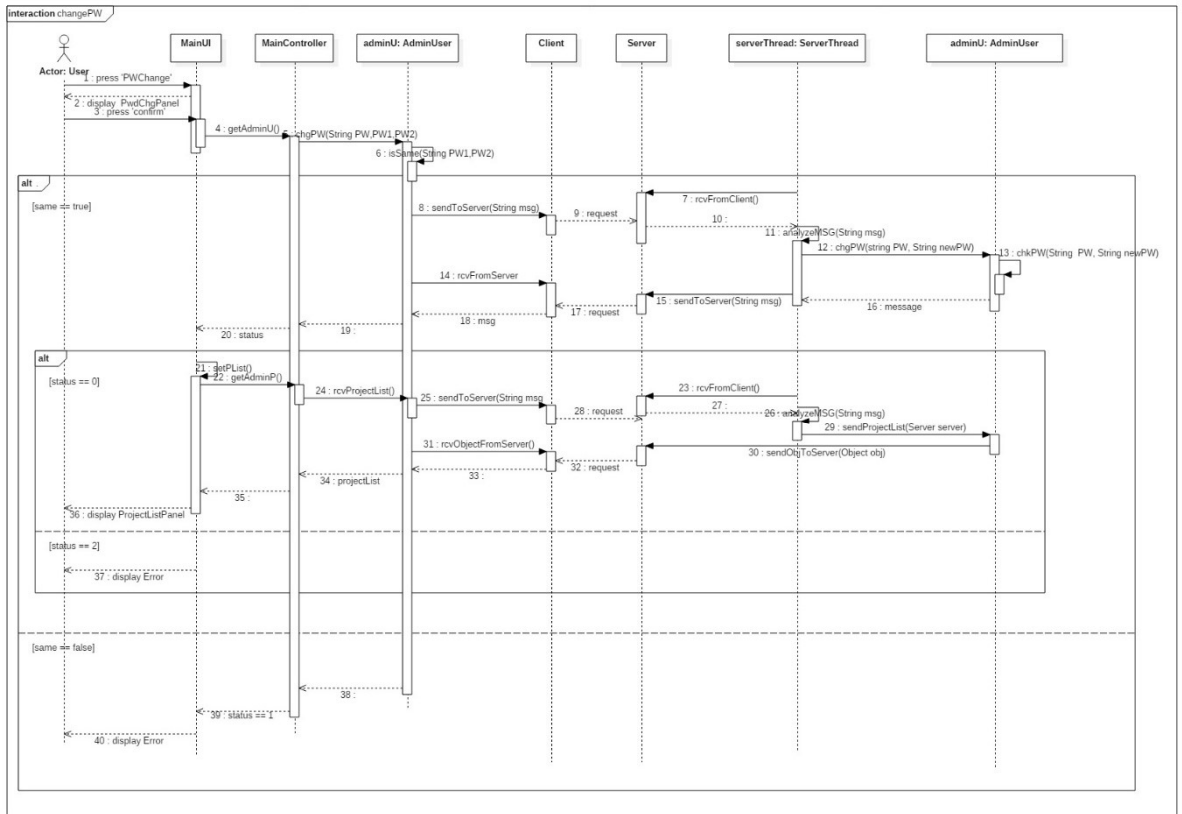 interaction changePW
MainUI
MainController
adminU: AdminUser
Client
Server
serverThread: ServerThread
adminU: AdminUser
Actor: User
1 : press 'PWChange'
2 : display PwdChgPanel
3 : press 'confirm'
4 : getAdminU()
5 : chgPW(String PW,PW1,PW2)
6 : isSame(String PW1,PW2)
alt .
[same == true]
7 : rcvFromClient()
8 : sendToServer(String msg)
9 : request
10 :
11 : analyzeMSG(String msg)
12 : chgPW(string PW, String newPW)
13 : chkPW(String PW, String newPW)
14 : rcvFromServer
15 : sendToServer(String msg)
16 : message
17 : request
18 : msg
19 :
20 : status
alt
[status == 0]
21 : setPList()
22 : getAdminP()
23 : rcvFromClient()
24 : rcvProjectList()
25 : sendToServer(String msg
26 : analyzeMSG(String msg)
27 :
28 : request
29 : sendProjectList(Server server)
30 : sendObjToServer(Object obj)
31 : rcvObjectFromServer()
32 : request
33 :
34 : projectList
35 :
36 : display ProjectListPanel
[status == 2]
37 : display Error
[same == false]
38 :
39 : status == 1
40 : display Error